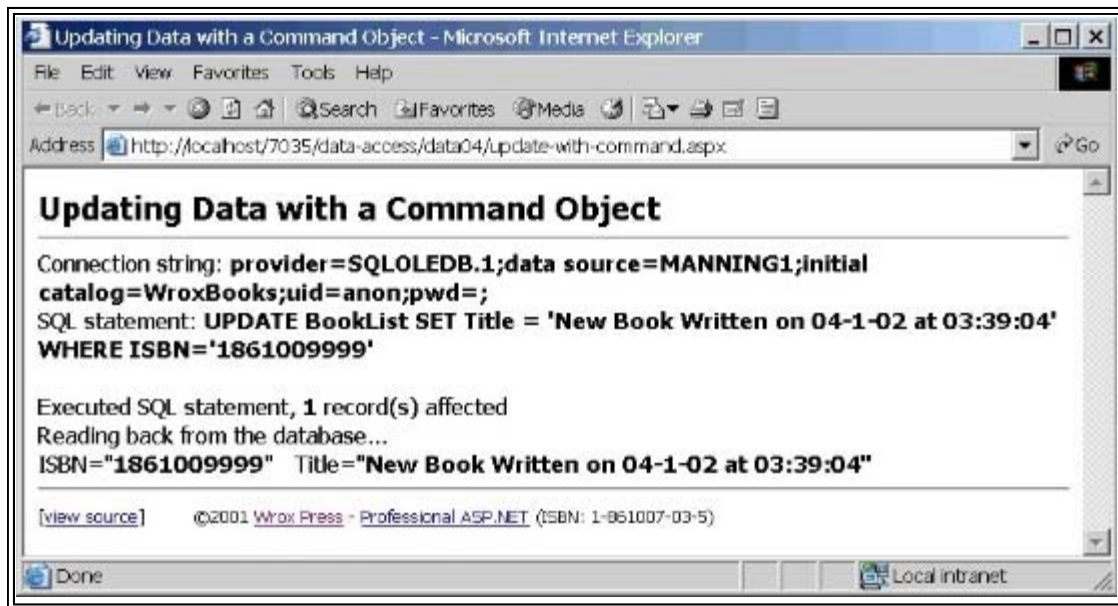 Updating Data with a Command Object - Microsoft Internet Explorer
File Edit View Favorites Tools Help
Back Search Favorites Media
Address http://localhost/7035/data-access/data04/update-with-command.aspx Go
Updating Data with a Command Object
Connection string: provider=SQLOLEDB.1;data source=MANNING1;initial
catalog=WroxBooks;uid=anon;pwd=;
SQL statement: UPDATE BookList SET Title = 'New Book Written on 04-1-02 at 03:39:04'
WHERE ISBN='1861009999'
Executed SQL statement, 1 record(s) affected
Reading back from the database...
ISBN="1861009999" Title="New Book Written on 04-1-02 at 03:39:04"
[view source] ©2001 Wrox Press - Professional ASP.NET (ISBN: 1-861007-03-5)
Done Local intranet